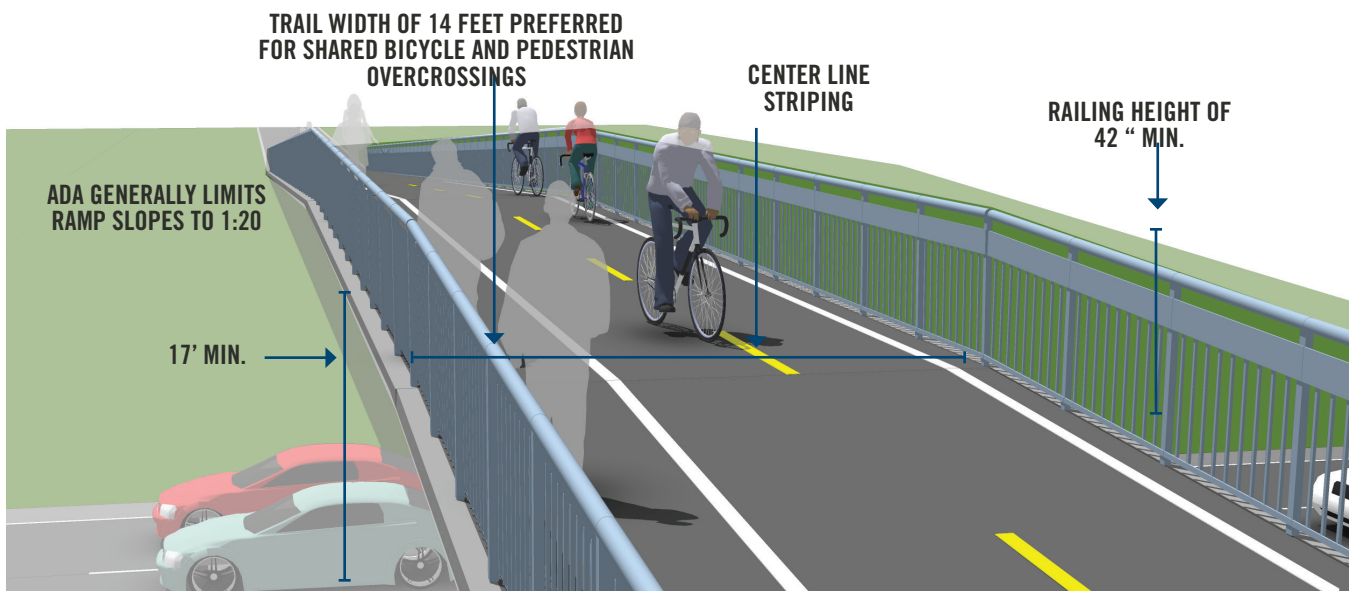 TRAIL WIDTH OF 14 FEET PREFERRED
FOR SHARED BICYCLE AND PEDESTRIAN
OVERCROSSINGS
CENTER LINE
STRIPING
RAILING HEIGHT OF
42 “ MIN.
ADA GENERALLY LIMITS
RAMP SLOPES TO 1:20
17’ MIN.